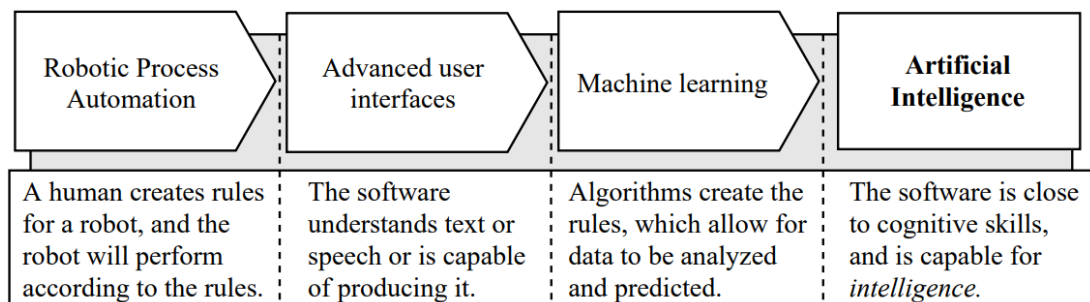 Robotic Process
Automation
Advanced user
interfaces
Machine learning
Artificial
Intelligence
A human creates rules
for a robot, and the
robot will perform
according to the rules.
The software
understands text or
speech or is capable
of producing it.
Algorithms create the
rules, which allow for
data to be analyzed
and predicted.
The software is close
to cognitive skills,
and is capable for
intelligence.